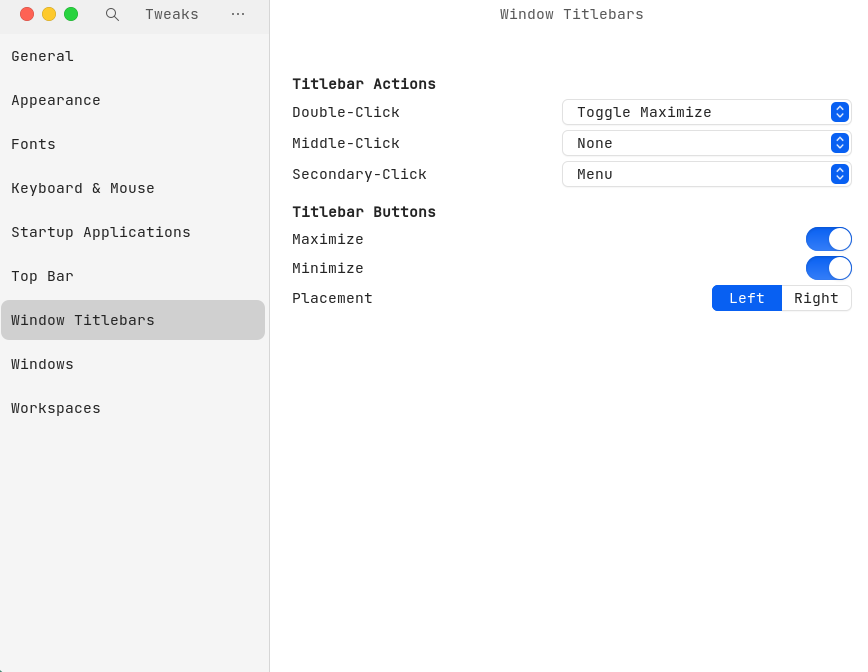 Tweaks
Window Titlebars
General
Appearance
Fonts
Keyboard & Mouse
Startup Applications
Top Bar
Window Titlebars
Windows
Workspaces
Titlebar Actions
Double-Click Toggle Maximize
Middle-Click None
Secondary-Click Menu
Titlebar Buttons
Maximize
Minimize
Placement Left Right